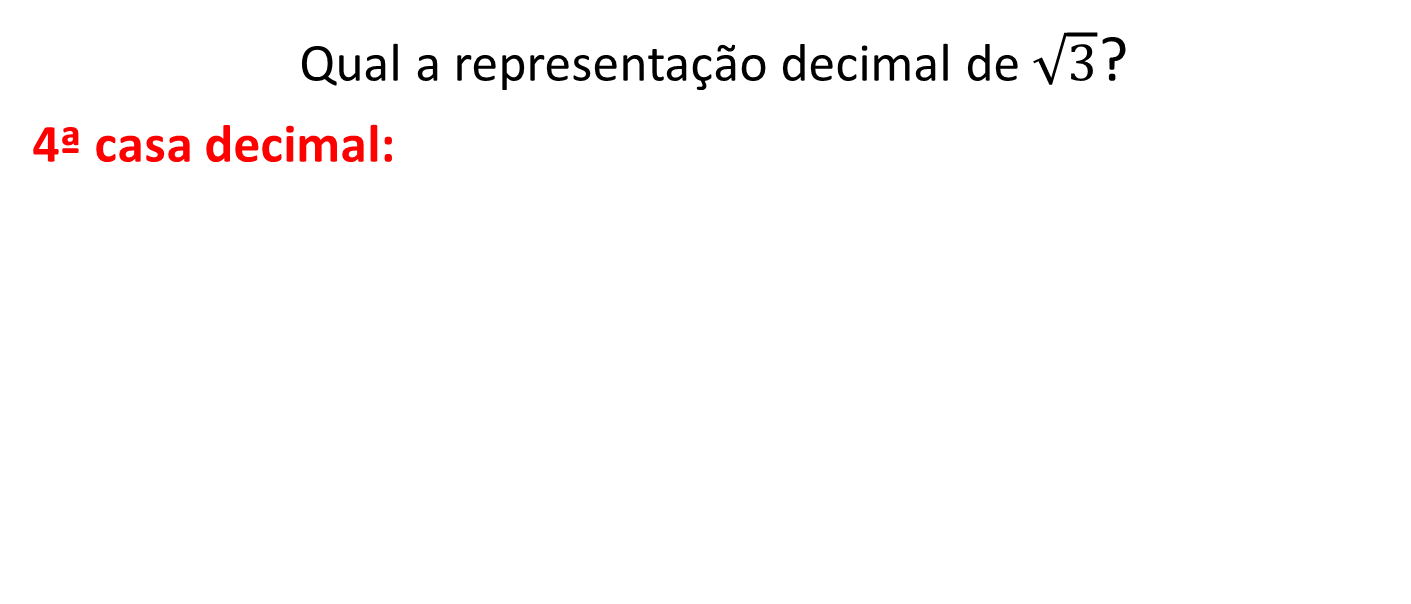 Qual a representação decimal de √3?
4ª casa decimal: